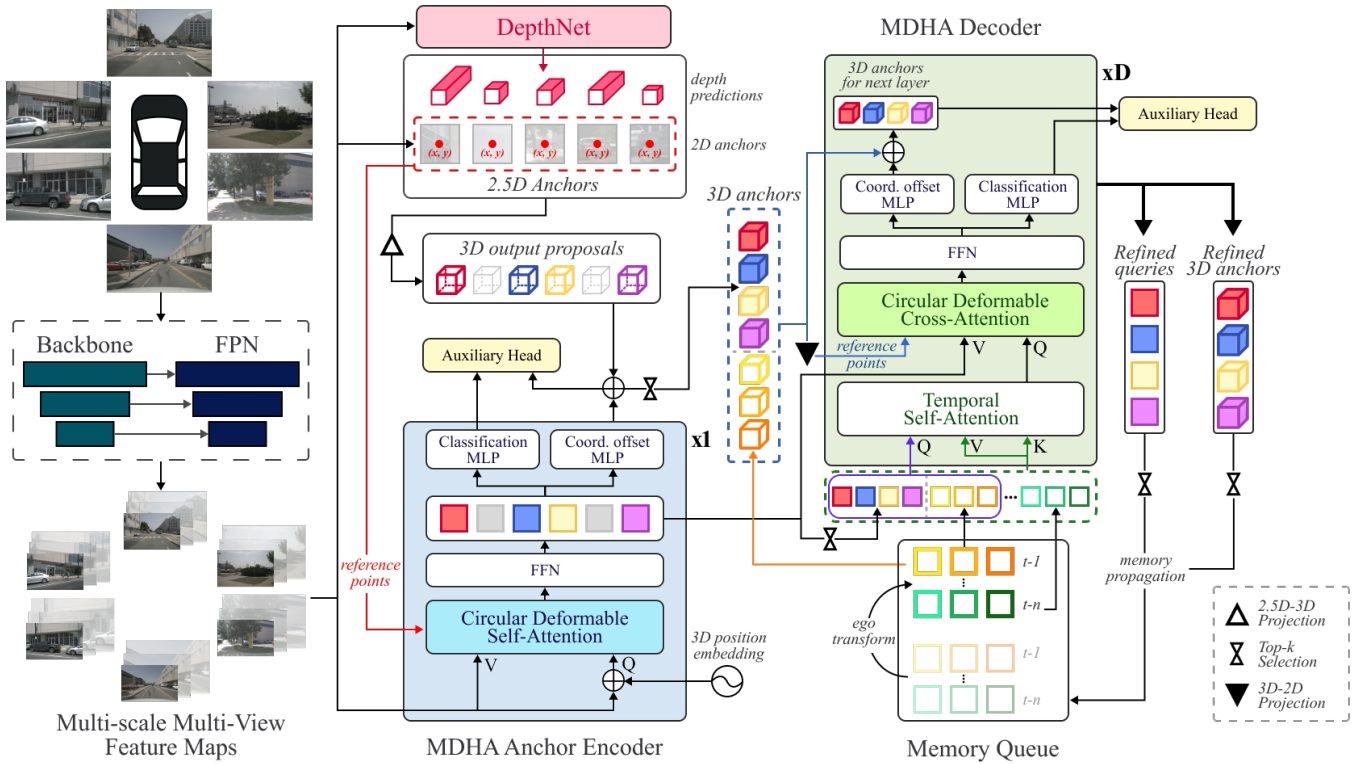 DepthNet
depth
predictions
(x, y)
(x, y)
(x, y)
(x, y)
(x, y)
2D anchors
2.5D Anchors
3D output proposals
Auxiliary Head
Classification
MLP
Coord. offset
MLP
x1
FFN
Circular Deformable
Self-Attention
V
Q
reference
points
3D position
embedding
MDHA Anchor Encoder
Backbone
FPN
Multi-scale Multi-View
Feature Maps
3D anchors
MDHA Decoder
xD
3D anchors
for next layer
Auxiliary Head
Coord. offset
MLP
Classification
MLP
FFN
Circular Deformable
Cross-Attention
reference
points
V
Q
Temporal
Self-Attention
Q
V
K
...
t-1
t-n
ego
transform
t-1
t-n
Memory Queue
Refined
queries
Refined
3D anchors
memory
propagation
2.5D-3D
Projection
Top-k
Selection
3D-2D
Projection